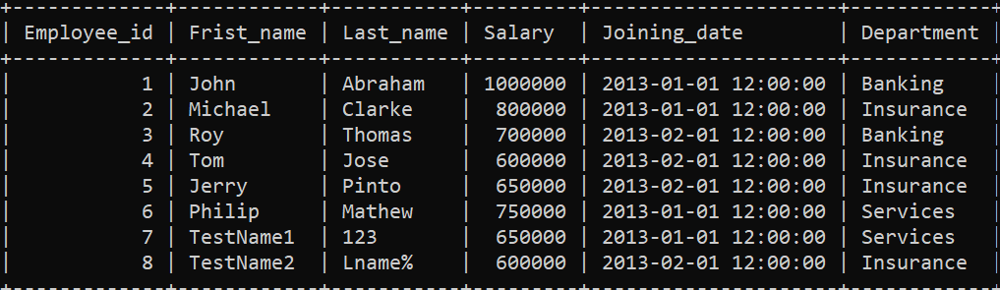 +-------------+------------+-----------+---------+---------------------+------------+
| Employee_id | Frist_name | Last_name | Salary  | Joining_date        | Department |
+-------------+------------+-----------+---------+---------------------+------------+
|           1 | John       | Abraham   | 1000000 | 2013-01-01 12:00:00 | Banking    |
|           2 | Michael    | Clarke    |  800000 | 2013-01-01 12:00:00 | Insurance  |
|           3 | Roy        | Thomas    |  700000 | 2013-02-01 12:00:00 | Banking    |
|           4 | Tom        | Jose      |  600000 | 2013-02-01 12:00:00 | Insurance  |
|           5 | Jerry      | Pinto     |  650000 | 2013-02-01 12:00:00 | Insurance  |
|           6 | Philip     | Mathew    |  750000 | 2013-01-01 12:00:00 | Services   |
|           7 | TestName1  | 123       |  650000 | 2013-01-01 12:00:00 | Services   |
|           8 | TestName2  | Lname%    |  600000 | 2013-02-01 12:00:00 | Insurance  |
+-------------+------------+-----------+---------+---------------------+------------+